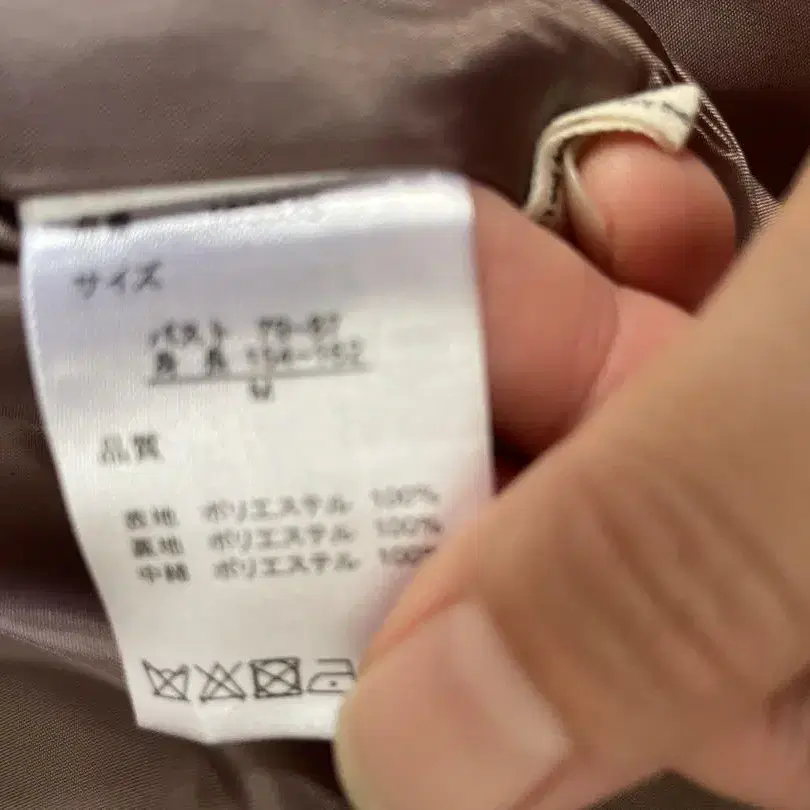 サイズ
バスト 79-87
身長 154-162
M
品質
表地 ポリエステル 100%
裏地 ポリエステル 100%
中綿 ポリエステル 100%